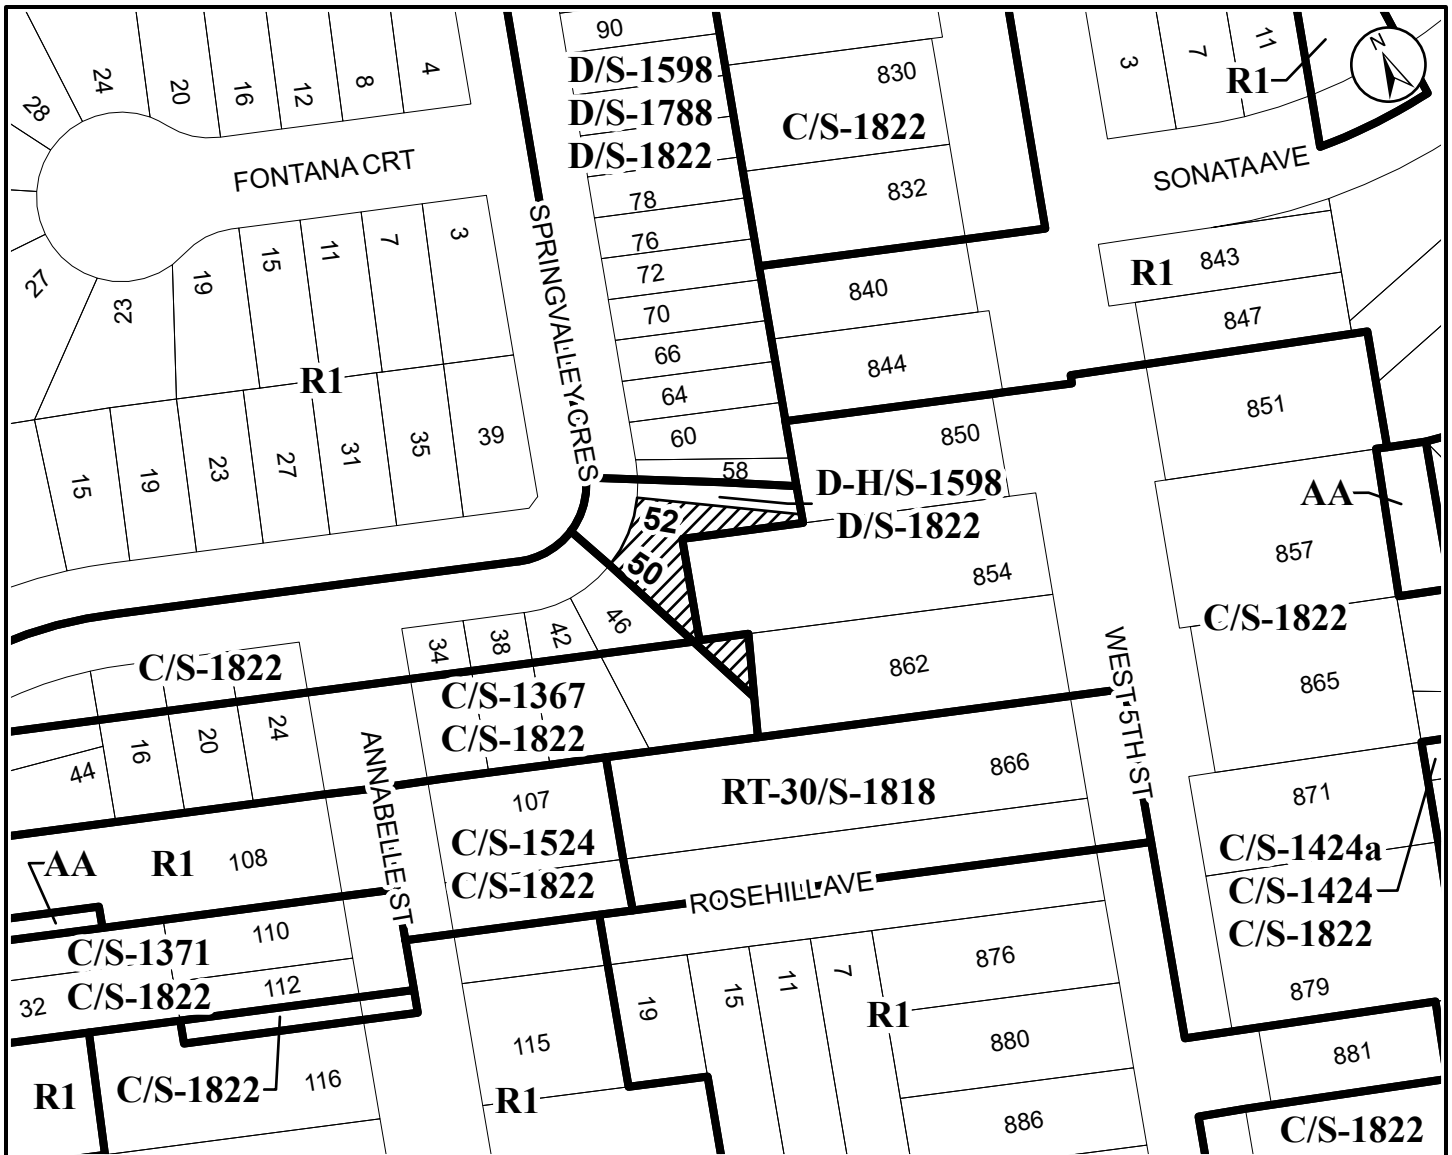 90
D/S-1598
D/S-1788
D/S-1822
830
C/S-1822
832
3
7
11
R1
N
28
24
20
16
12
8
4
FONTANA CRT
SONATA AVE
27
23
19
15
11
7
3
R1
SPRINGVALLEY CRES
78
76
72
70
66
64
60
58
840
844
R1
843
847
15
19
23
27
31
35
39
850
D-H/S-1598
D/S-1822
851
AA
857
C/S-1822
52
50
854
862
865
34
38
42
46
C/S-1822
C/S-1367
C/S-1822
WEST 5TH ST
44
16
20
24
ANNABELLE ST
107
C/S-1524
C/S-1822
RT-30/S-1818
866
871
C/S-1424a
C/S-1424
C/S-1822
879
AA
R1
108
ROSEHILL AVE
C/S-1371
C/S-1822
110
112
32
19
15
11
7
876
R1
880
886
881
C/S-1822
R1
C/S-1822
116
115
R1